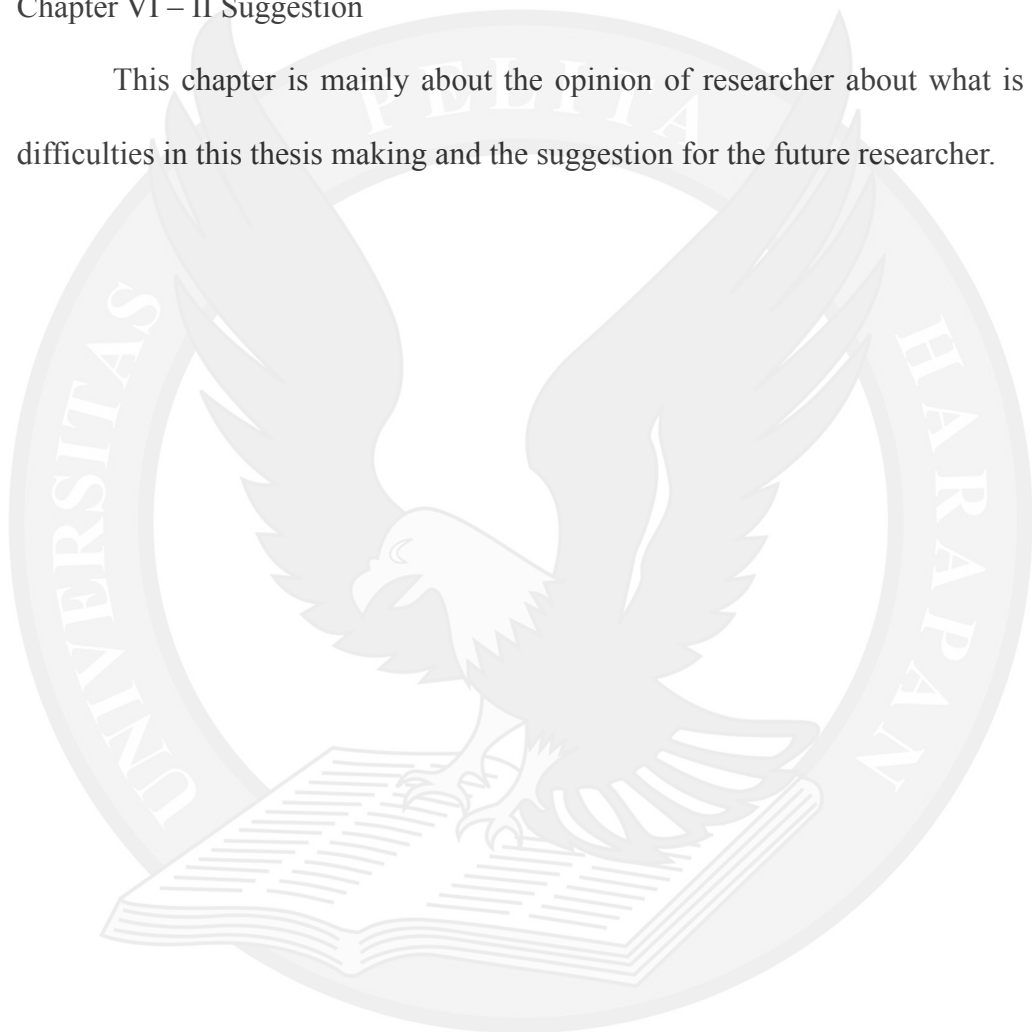 Chapter VI – II Suggestion
This chapter is mainly about the opinion of researcher about what is
difficulties in this thesis making and the suggestion for the future researcher.
UNIVERSITAS PELITA HARAPAN